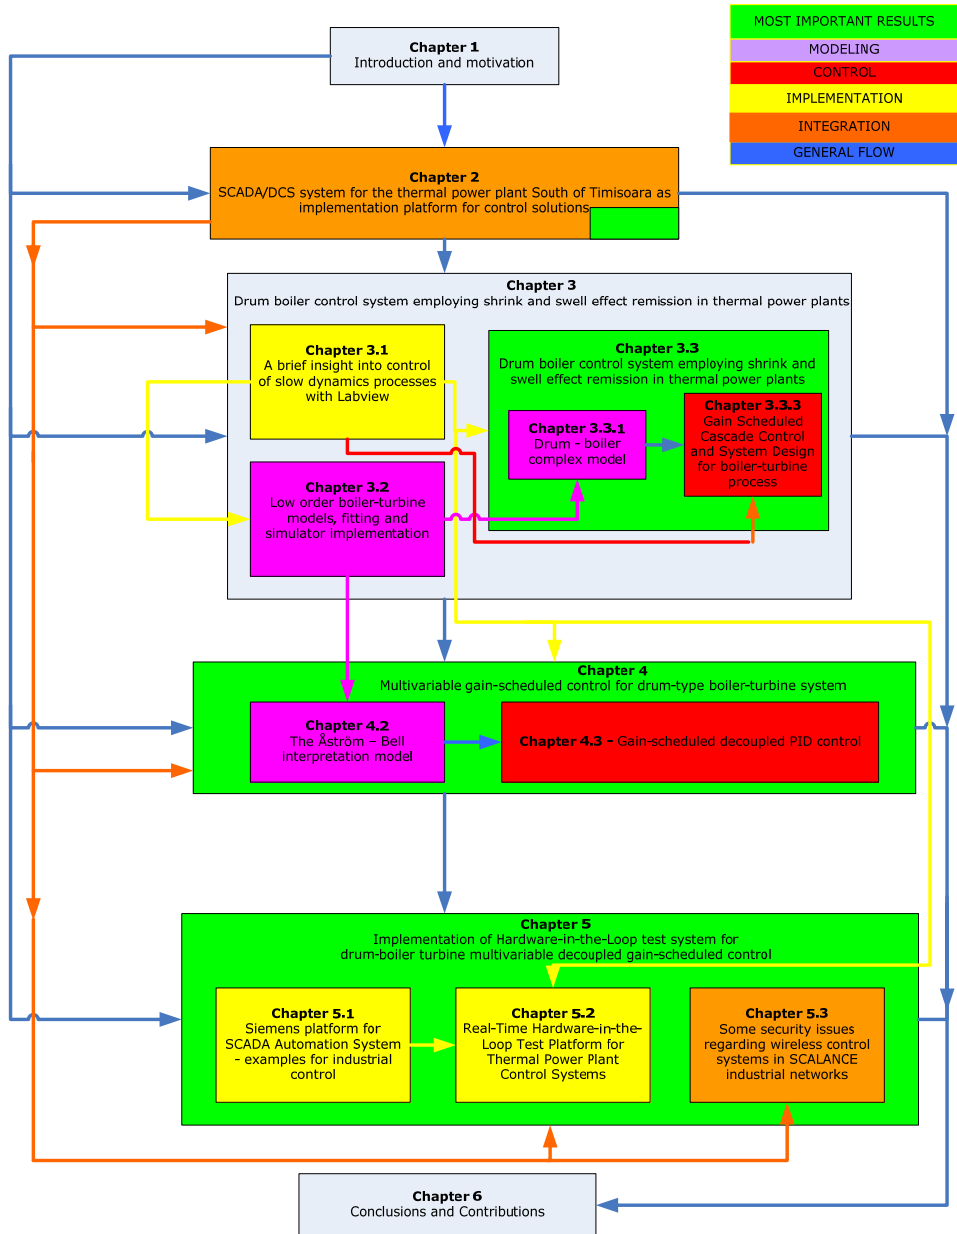 MOST IMPORTANT RESULTS
MODELING
CONTROL
IMPLEMENTATION
INTEGRATION
GENERAL FLOW
Chapter 1
Introduction and motivation
Chapter 2
SCADA/DCS system for the thermal power plant South of Timisoara as
implementation platform for control solutions
Chapter 3
Drum boiler control system employing shrink and swell effect remission in thermal power plants
Chapter 3.1
A brief insight into control
of slow dynamics processes
with Labview
Chapter 3.2
Low order boiler-turbine
models, fitting and
simulator implementation
Chapter 3.3
Drum boiler control system employing shrink and
swell effect remission in thermal power plants
Chapter 3.3.1
Drum - boiler
complex model
Chapter 3.3.3
Gain Scheduled
Cascade Control
and System Design
for boiler-turbine
process
Chapter 4
Multivariable gain-scheduled control for drum-type boiler-turbine system
Chapter 4.2
The Åström – Bell
interpretation model
Chapter 4.3 – Gain-scheduled decoupled PID control
Chapter 5
Implementation of Hardware-in-the-Loop test system for
drum-boiler turbine multivariable decoupled gain-scheduled control
Chapter 5.1
Siemens platform for
SCADA Automation System
– examples for industrial
control
Chapter 5.2
Real-Time Hardware-in-the-
Loop Test Platform for
Thermal Power Plant
Control Systems
Chapter 5.3
Some security issues
regarding wireless control
systems in SCALANCE
industrial networks
Chapter 6
Conclusions and Contributions